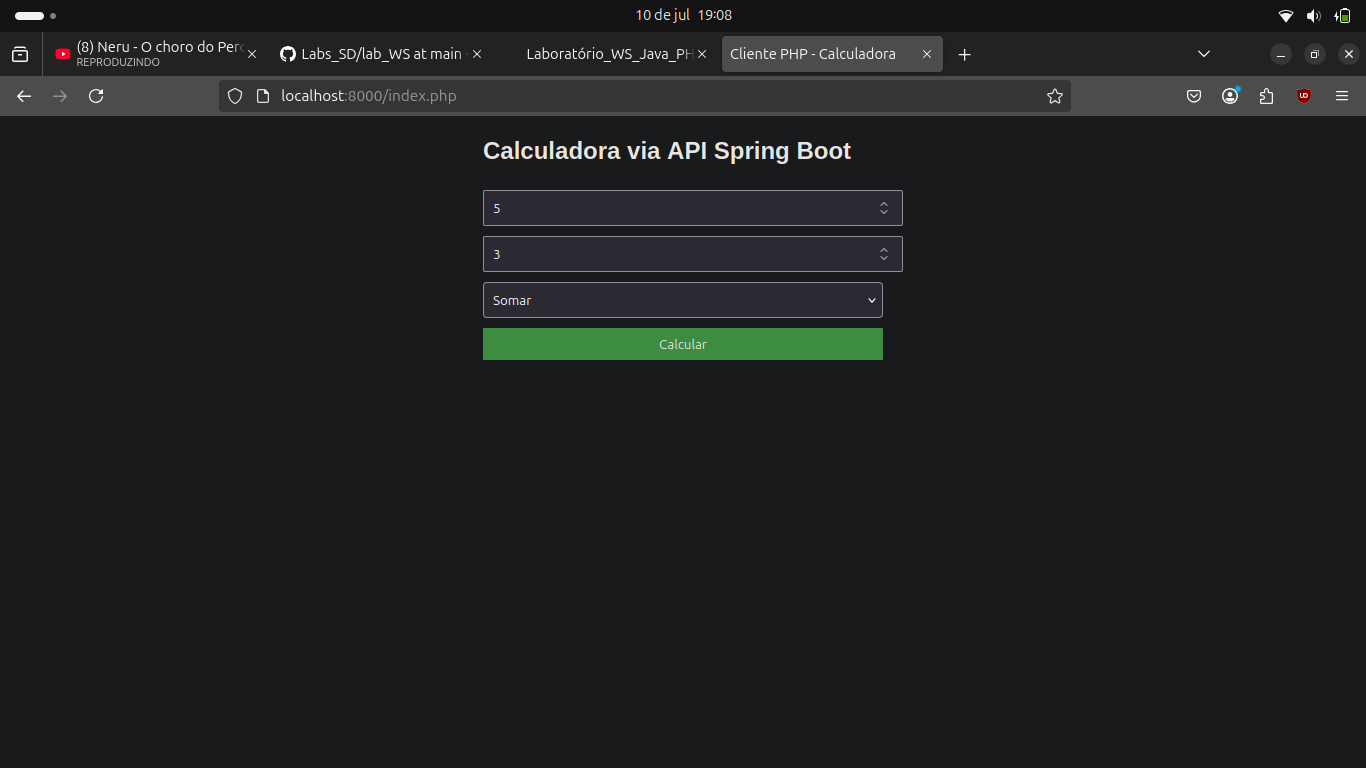 10 de jul 19:08
(8) Neru - O choro do Perd
REPRODUZINDO
Labs_SD/lab_WS at main
Laboratório_WS_Java_PH
Cliente PHP - Calculadora
localhost:8000/index.php
Calculadora via API Spring Boot
5
3
Somar
Calcular